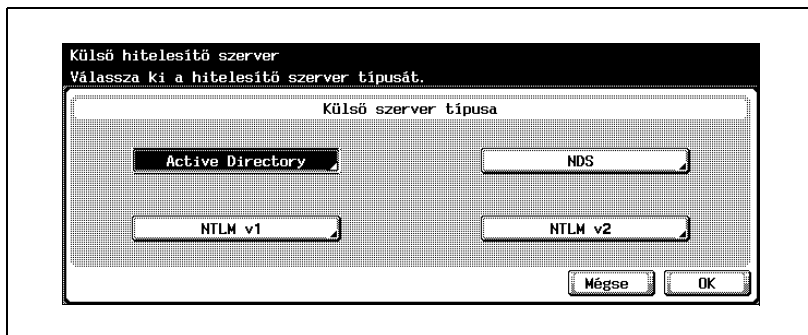 Külső hitelesítő szerver
Válassza ki a hitelesítő szerver típusát.
Külső szerver típusa
Active Directory
NDS
NTLM v1
NTLM v2
Mégse
OK